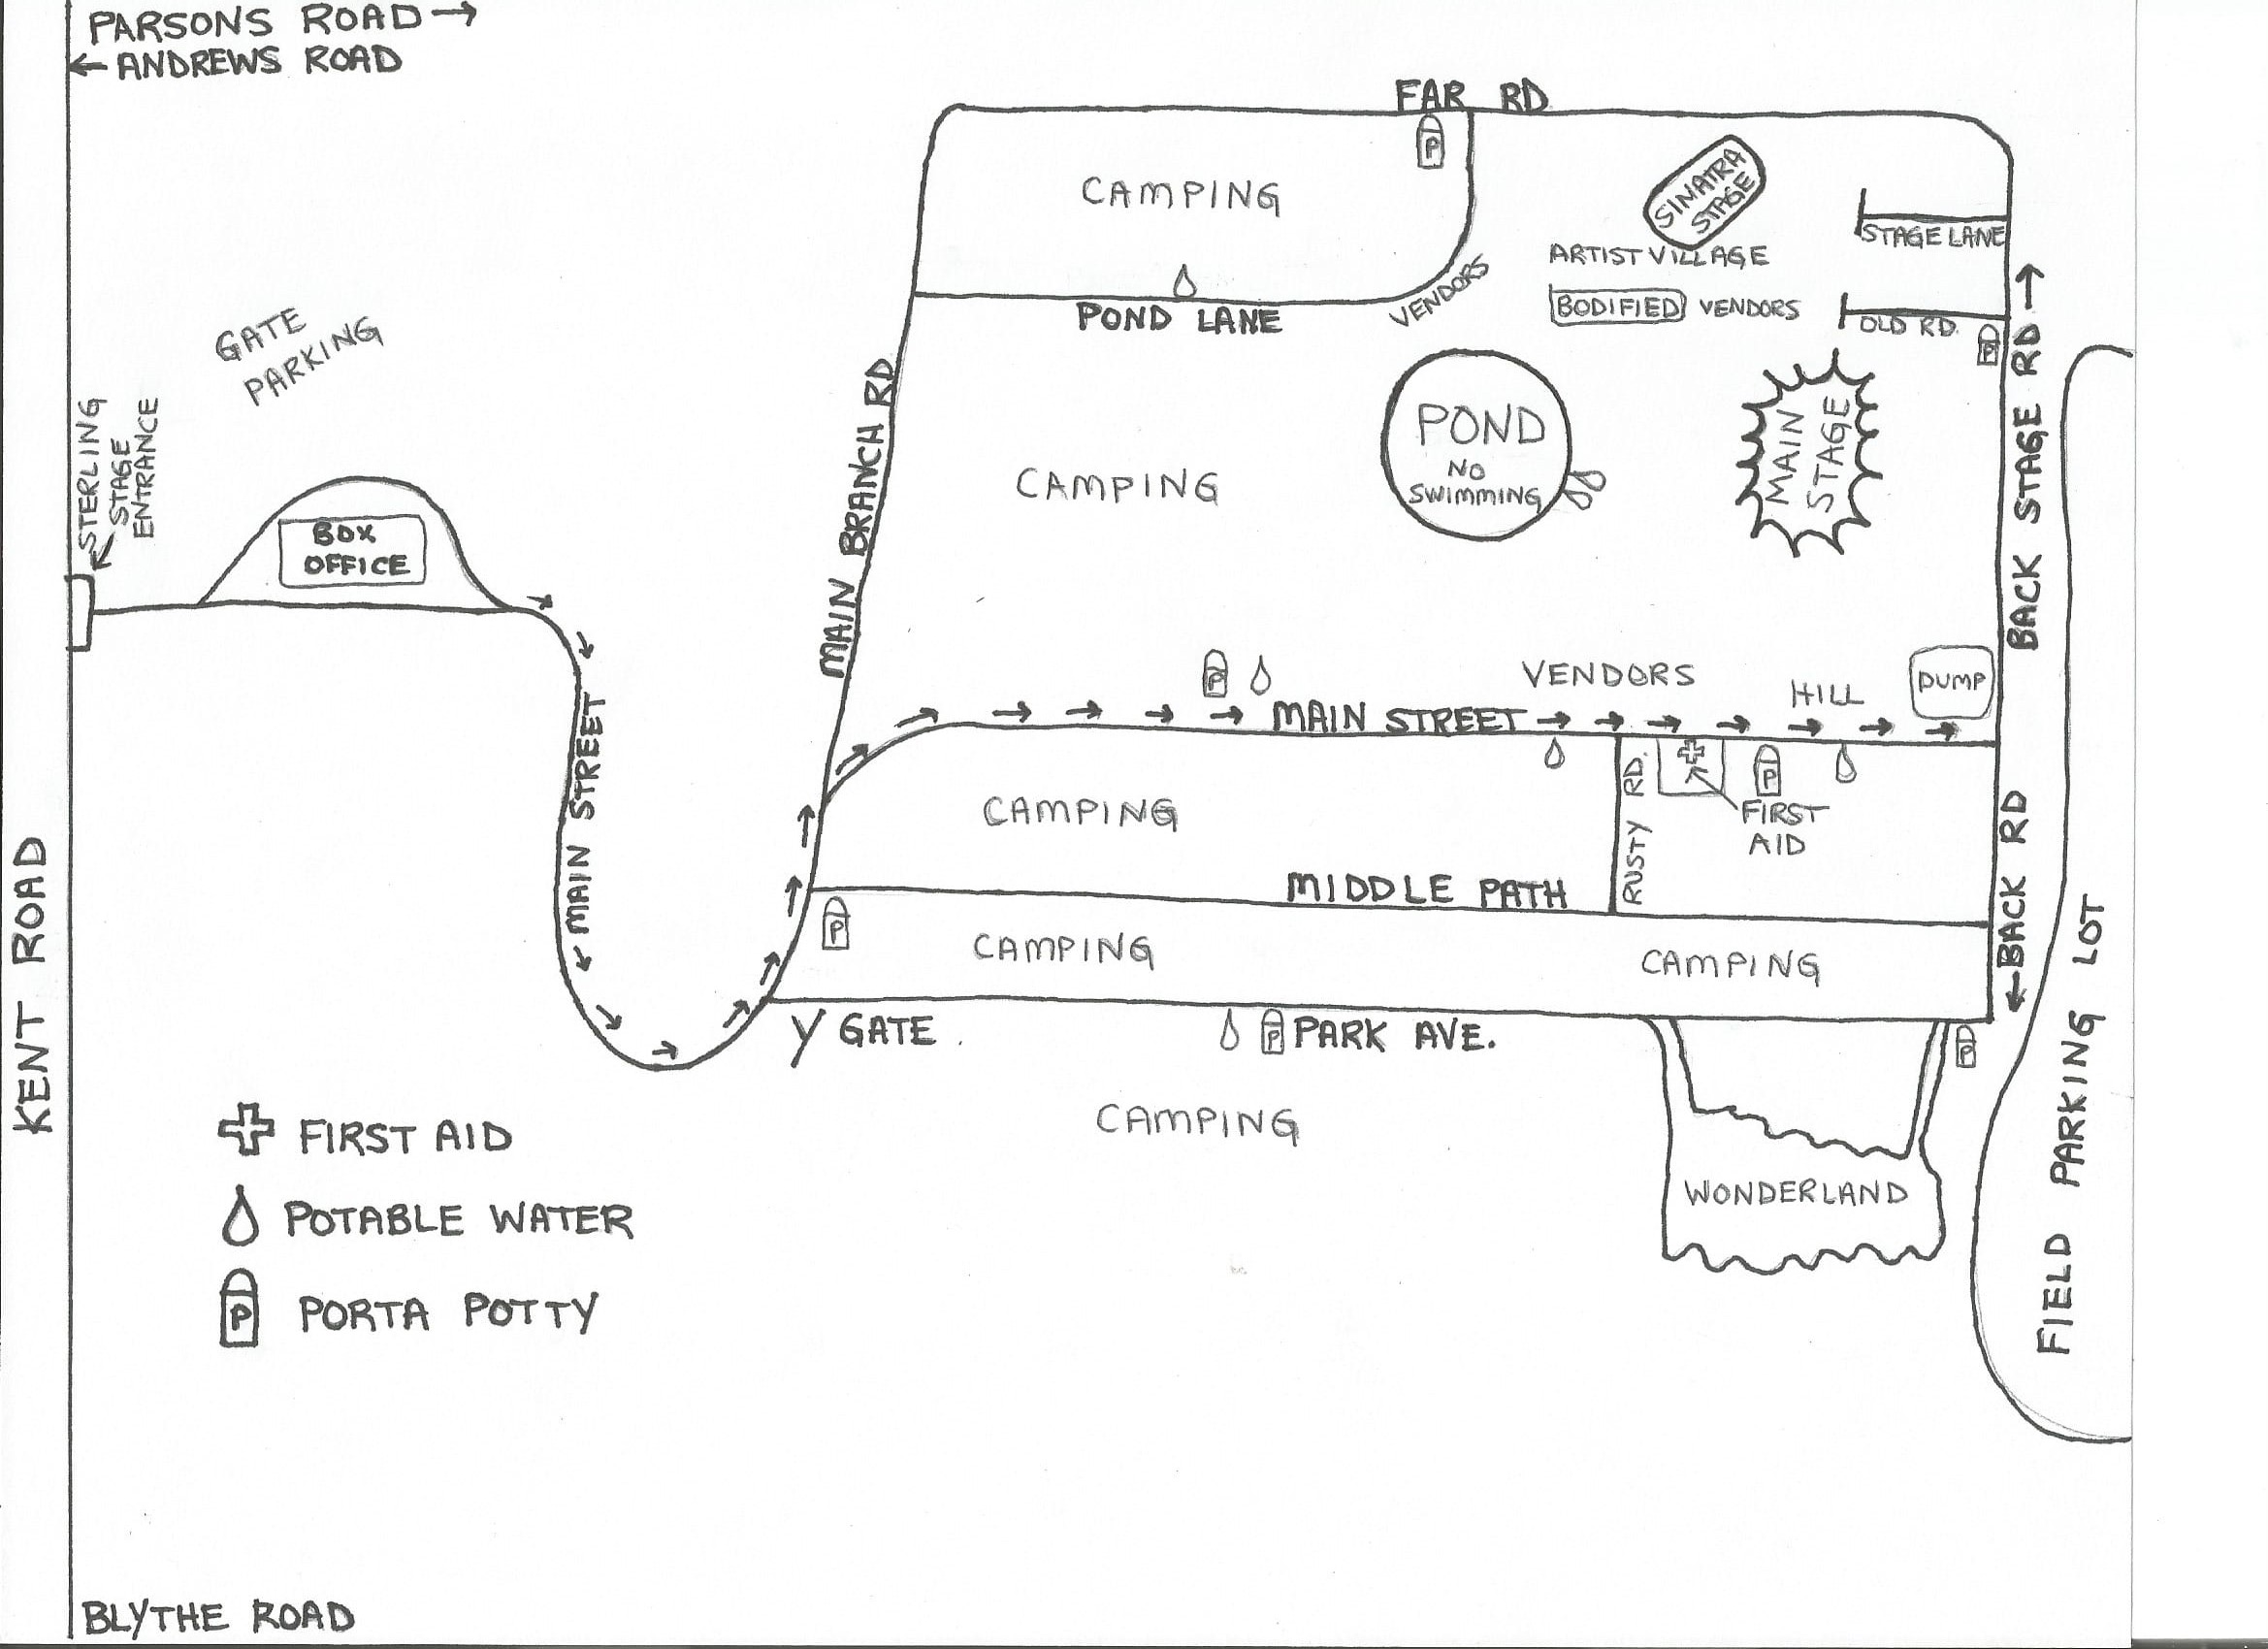 PARSONS ROAD →
← ANDREWS ROAD
FAR RD
P
CAMPING
SINATRA
STAGE
STAGE LANE
ARTIST VILLAGE
VENDORS
BODIFIED VENDORS
POND LANE
OLD RD.
P
GATE
PARKING
STERLING
STAGE
ENTRANCE
BOX
OFFICE
MAIN BRANCH RD
CAMPING
POND
NO
SWIMMING
MAIN
STAGE
BACK STAGE RD →
P
VENDORS
HILL
DUMP
MAIN STREET
MAIN STREET
RUSTY RD.
P
FIRST
AID
CAMPING
MIDDLE PATH
P
CAMPING
CAMPING
← BACK RD
KENT ROAD
Y GATE
P
PARK AVE.
P
CAMPING
WONDERLAND
FIELD PARKING LOT
FIRST AID
POTABLE WATER
P
PORTA POTTY
BLYTHE ROAD